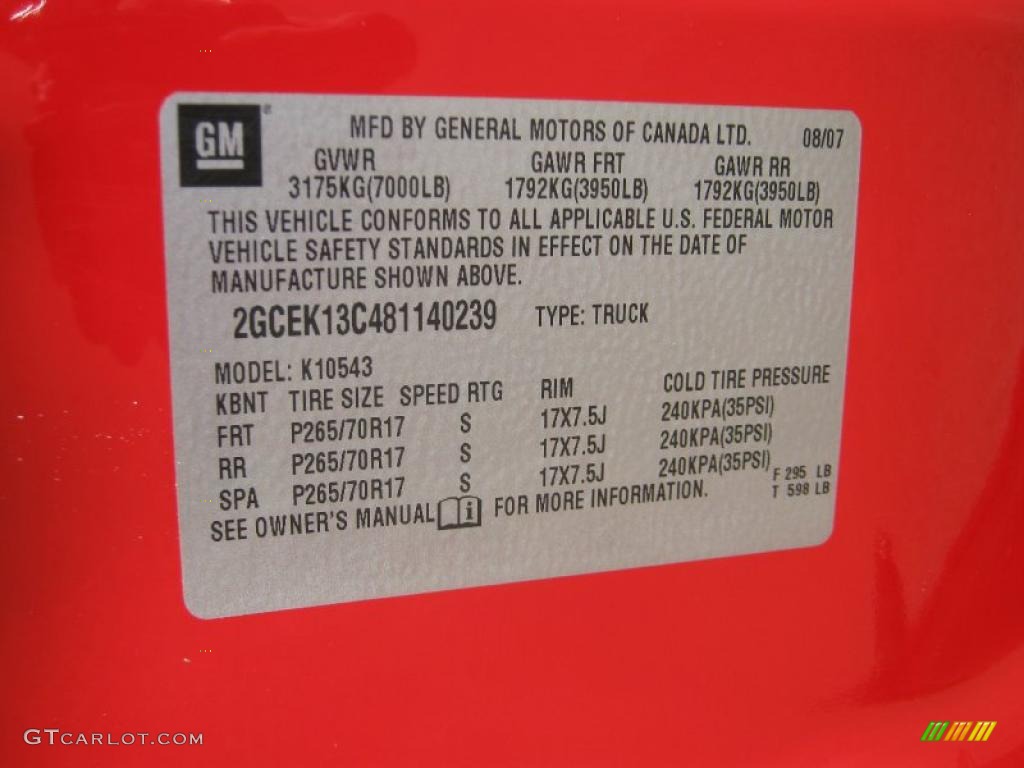 GM®
MFD BY GENERAL MOTORS OF CANADA LTD. 08/07
GVWR GAWR FRT GAWR RR
3175KG(7000LB) 1792KG(3950LB) 1792KG(3950LB)
THIS VEHICLE CONFORMS TO ALL APPLICABLE U.S. FEDERAL MOTOR
VEHICLE SAFETY STANDARDS IN EFFECT ON THE DATE OF
MANUFACTURE SHOWN ABOVE.
2GCEK13C481140239 TYPE: TRUCK
MODEL: K10543
KBNT TIRE SIZE SPEED RTG RIM COLD TIRE PRESSURE
FRT P265/70R17 S 17X7.5J 240KPA(35PSI)
RR P265/70R17 S 17X7.5J 240KPA(35PSI)
SPA P265/70R17 S 17X7.5J 240KPA(35PSI) F 295 LB
T 598 LB
SEE OWNER'S MANUAL i FOR MORE INFORMATION.
GTCARLOT.COM